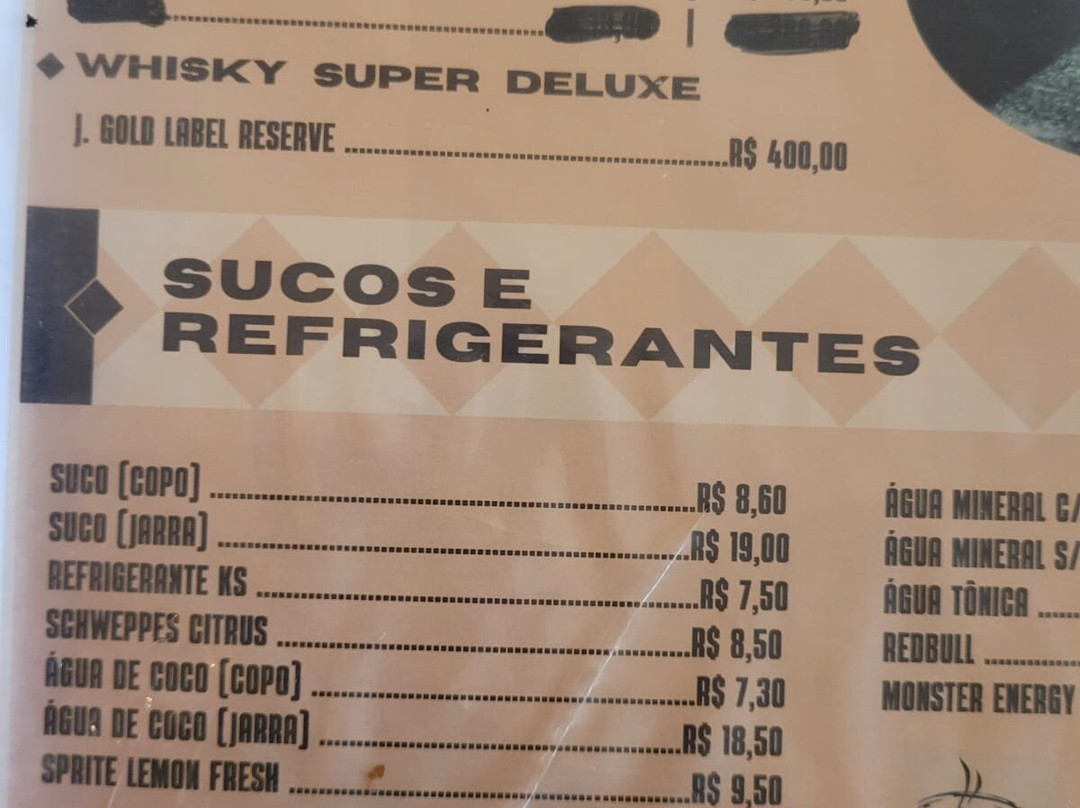 WHISKY SUPER DELUXE
J. GOLD LABEL RESERVE R$ 400,00
SUCOS E
REFRIGERANTES
SUCO (COPO) R$ 8,60
SUCO (JARRA) R$ 19,00
REFRIGERANTE KS R$ 7,50
SCHWEPPES CITRUS R$ 8,50
ÁGUA DE COCO (COPO) R$ 7,30
ÁGUA DE COCO (JARRA) R$ 18,50
SPRITE LEMON FRESH R$ 9,50
ÁGUA MINERAL C/
ÁGUA MINERAL S/
ÁGUA TÔNICA
REDBULL
MONSTER ENERGY